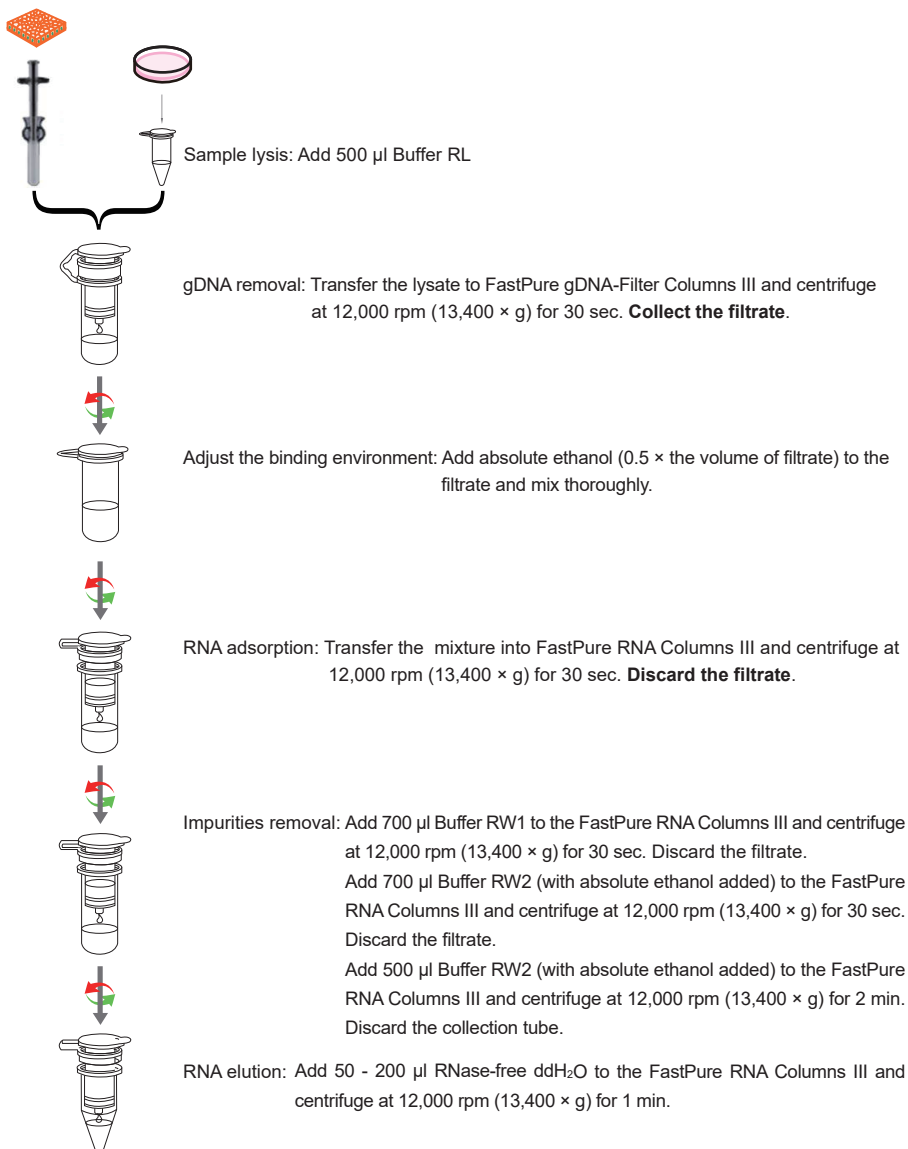 Sample lysis: Add 500 µl Buffer RL
gDNA removal: Transfer the lysate to FastPure gDNA-Filter Columns III and centrifuge
at 12,000 rpm (13,400 × g) for 30 sec. Collect the filtrate.
Adjust the binding environment: Add absolute ethanol (0.5 × the volume of filtrate) to the
filtrate and mix thoroughly.
RNA adsorption: Transfer the mixture into FastPure RNA Columns III and centrifuge at
12,000 rpm (13,400 × g) for 30 sec. Discard the filtrate.
Impurities removal: Add 700 µl Buffer RW1 to the FastPure RNA Columns III and centrifuge
at 12,000 rpm (13,400 × g) for 30 sec. Discard the filtrate.
Add 700 µl Buffer RW2 (with absolute ethanol added) to the FastPure
RNA Columns III and centrifuge at 12,000 rpm (13,400 × g) for 30 sec.
Discard the filtrate.
Add 500 µl Buffer RW2 (with absolute ethanol added) to the FastPure
RNA Columns III and centrifuge at 12,000 rpm (13,400 × g) for 2 min.
Discard the collection tube.
RNA elution: Add 50 - 200 µl RNase-free ddH₂O to the FastPure RNA Columns III and
centrifuge at 12,000 rpm (13,400 × g) for 1 min.